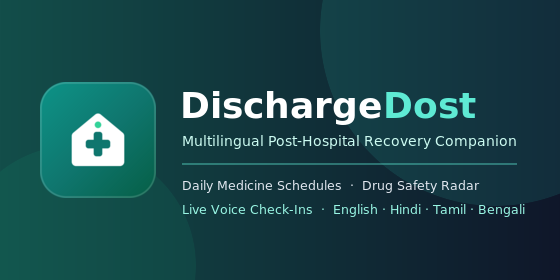 DischargeDost
Multilingual Post-Hospital Recovery Companion
Daily Medicine Schedules · Drug Safety Radar
Live Voice Check-Ins · English · Hindi · Tamil · Bengali